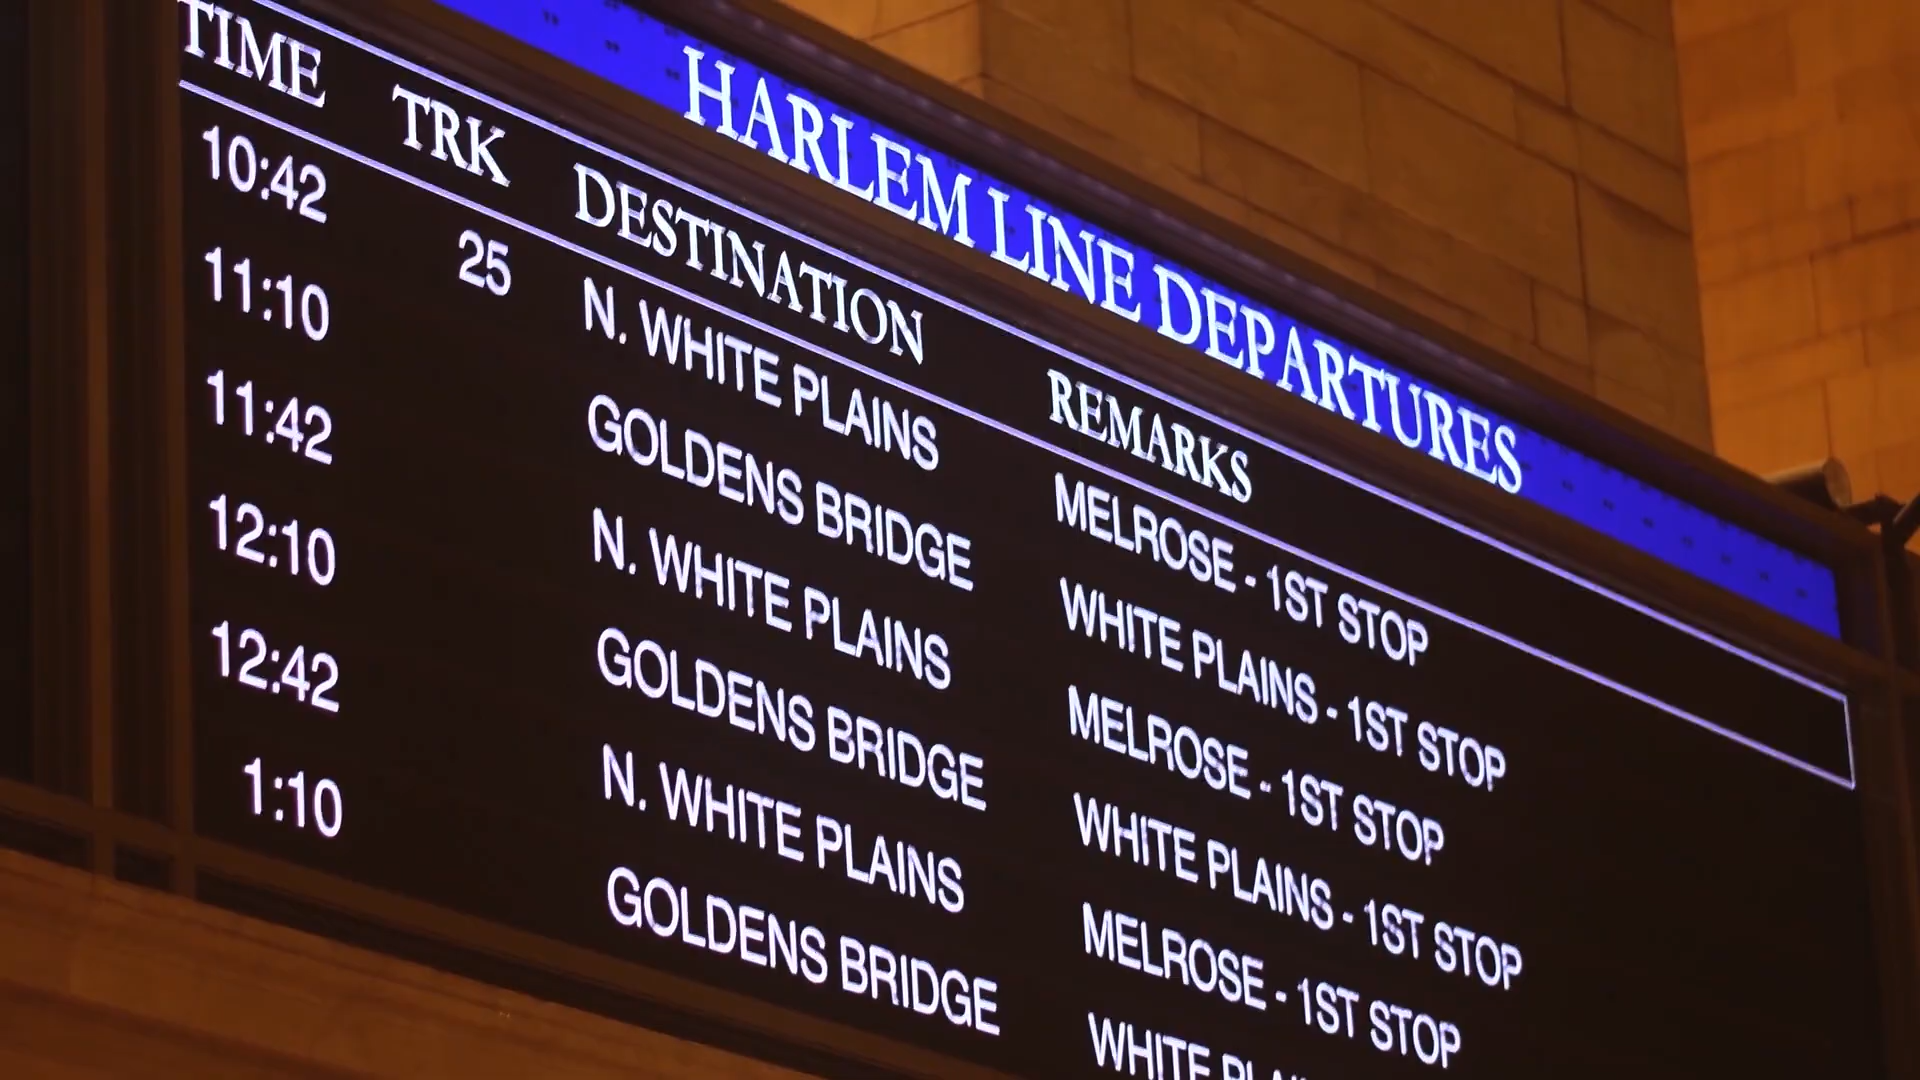 HARLEM LINE DEPARTURES
TIME TRK DESTINATION REMARKS
10:42 25 N. WHITE PLAINS MELROSE - 1ST STOP
11:10 GOLDENS BRIDGE WHITE PLAINS - 1ST STOP
11:42 N. WHITE PLAINS MELROSE - 1ST STOP
12:10 GOLDENS BRIDGE WHITE PLAINS - 1ST STOP
12:42 N. WHITE PLAINS MELROSE - 1ST STOP
1:10 GOLDENS BRIDGE WHITE